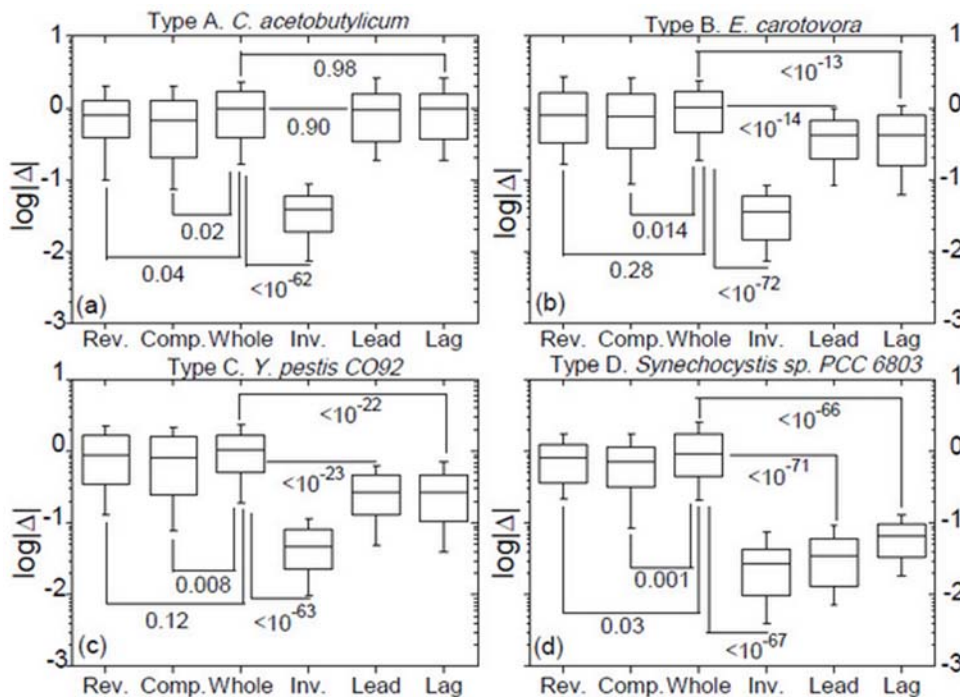 Type A. C. acetobutylicum
Type B. E. carotovora
log|Δ|
1
0
-1
-2
-3
0.98
0.90
0.02
0.04
<10-62
(a)
Rev. Comp. Whole Inv. Lead Lag
log|Δ|
1
0
-1
-2
-3
<10-13
<10-14
0.014
0.28
<10-72
(b)
Rev. Comp. Whole Inv. Lead Lag
Type C. Y. pestis CO92
Type D. Synechocystis sp. PCC 6803
log|Δ|
1
0
-1
-2
-3
<10-22
<10-23
0.008
0.12
<10-63
(c)
Rev. Comp. Whole Inv. Lead Lag
log|Δ|
1
0
-1
-2
-3
<10-66
<10-71
0.001
0.03
<10-67
(d)
Rev. Comp. Whole Inv. Lead Lag